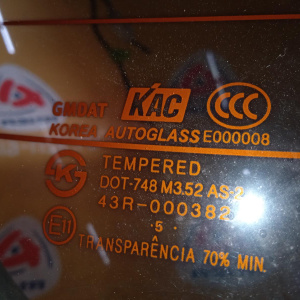 GMDAT KAC CCC
KOREA AUTOGLASS E000008
TEMPERED
DOT-748 M3.52 AS-2
43R-000382
E11 .5.
TRANSPARÊNCIA 70% MIN.